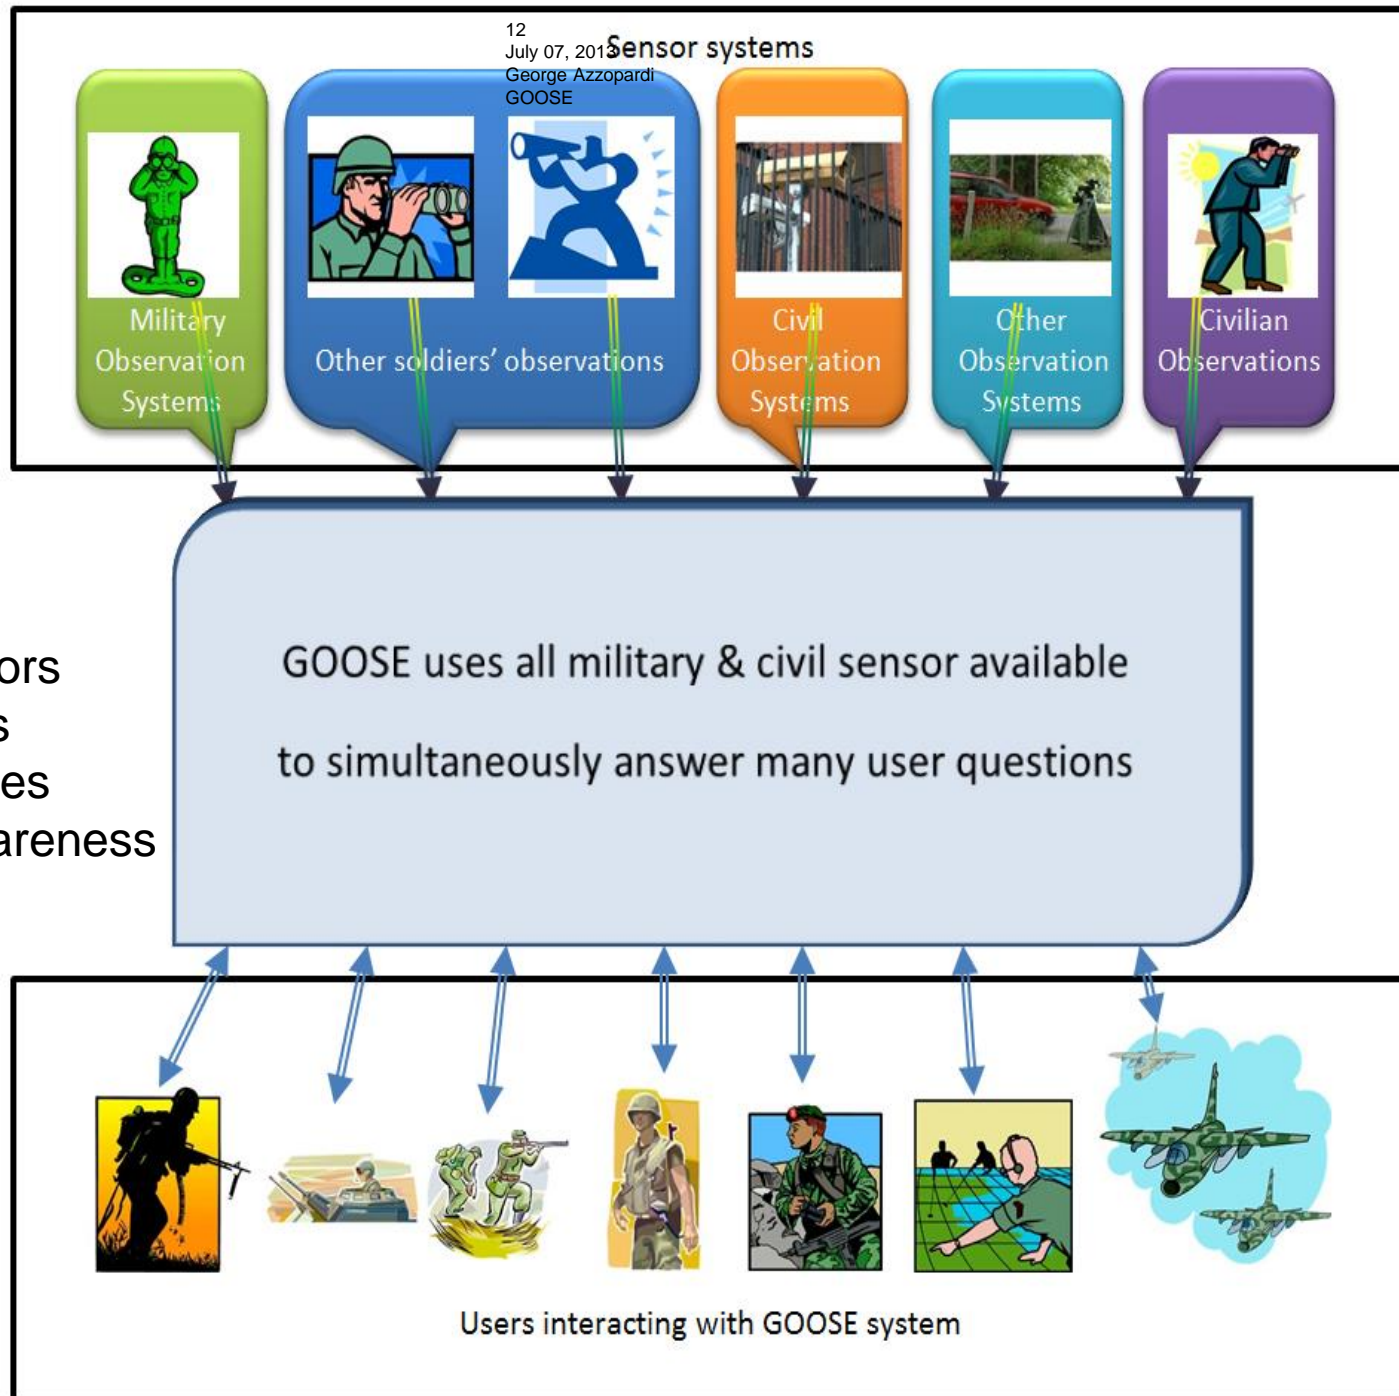 12
July 07, 2013
George Azzopardi
GOOSE
Sensor systems
Military
Observation
Systems
Other soldiers’ observations
Civil
Observation
Systems
Other
Observation
Systems
Civilian
Observations
ors
s
es
areness
GOOSE uses all military & civil sensor available
to simultaneously answer many user questions
Users interacting with GOOSE system